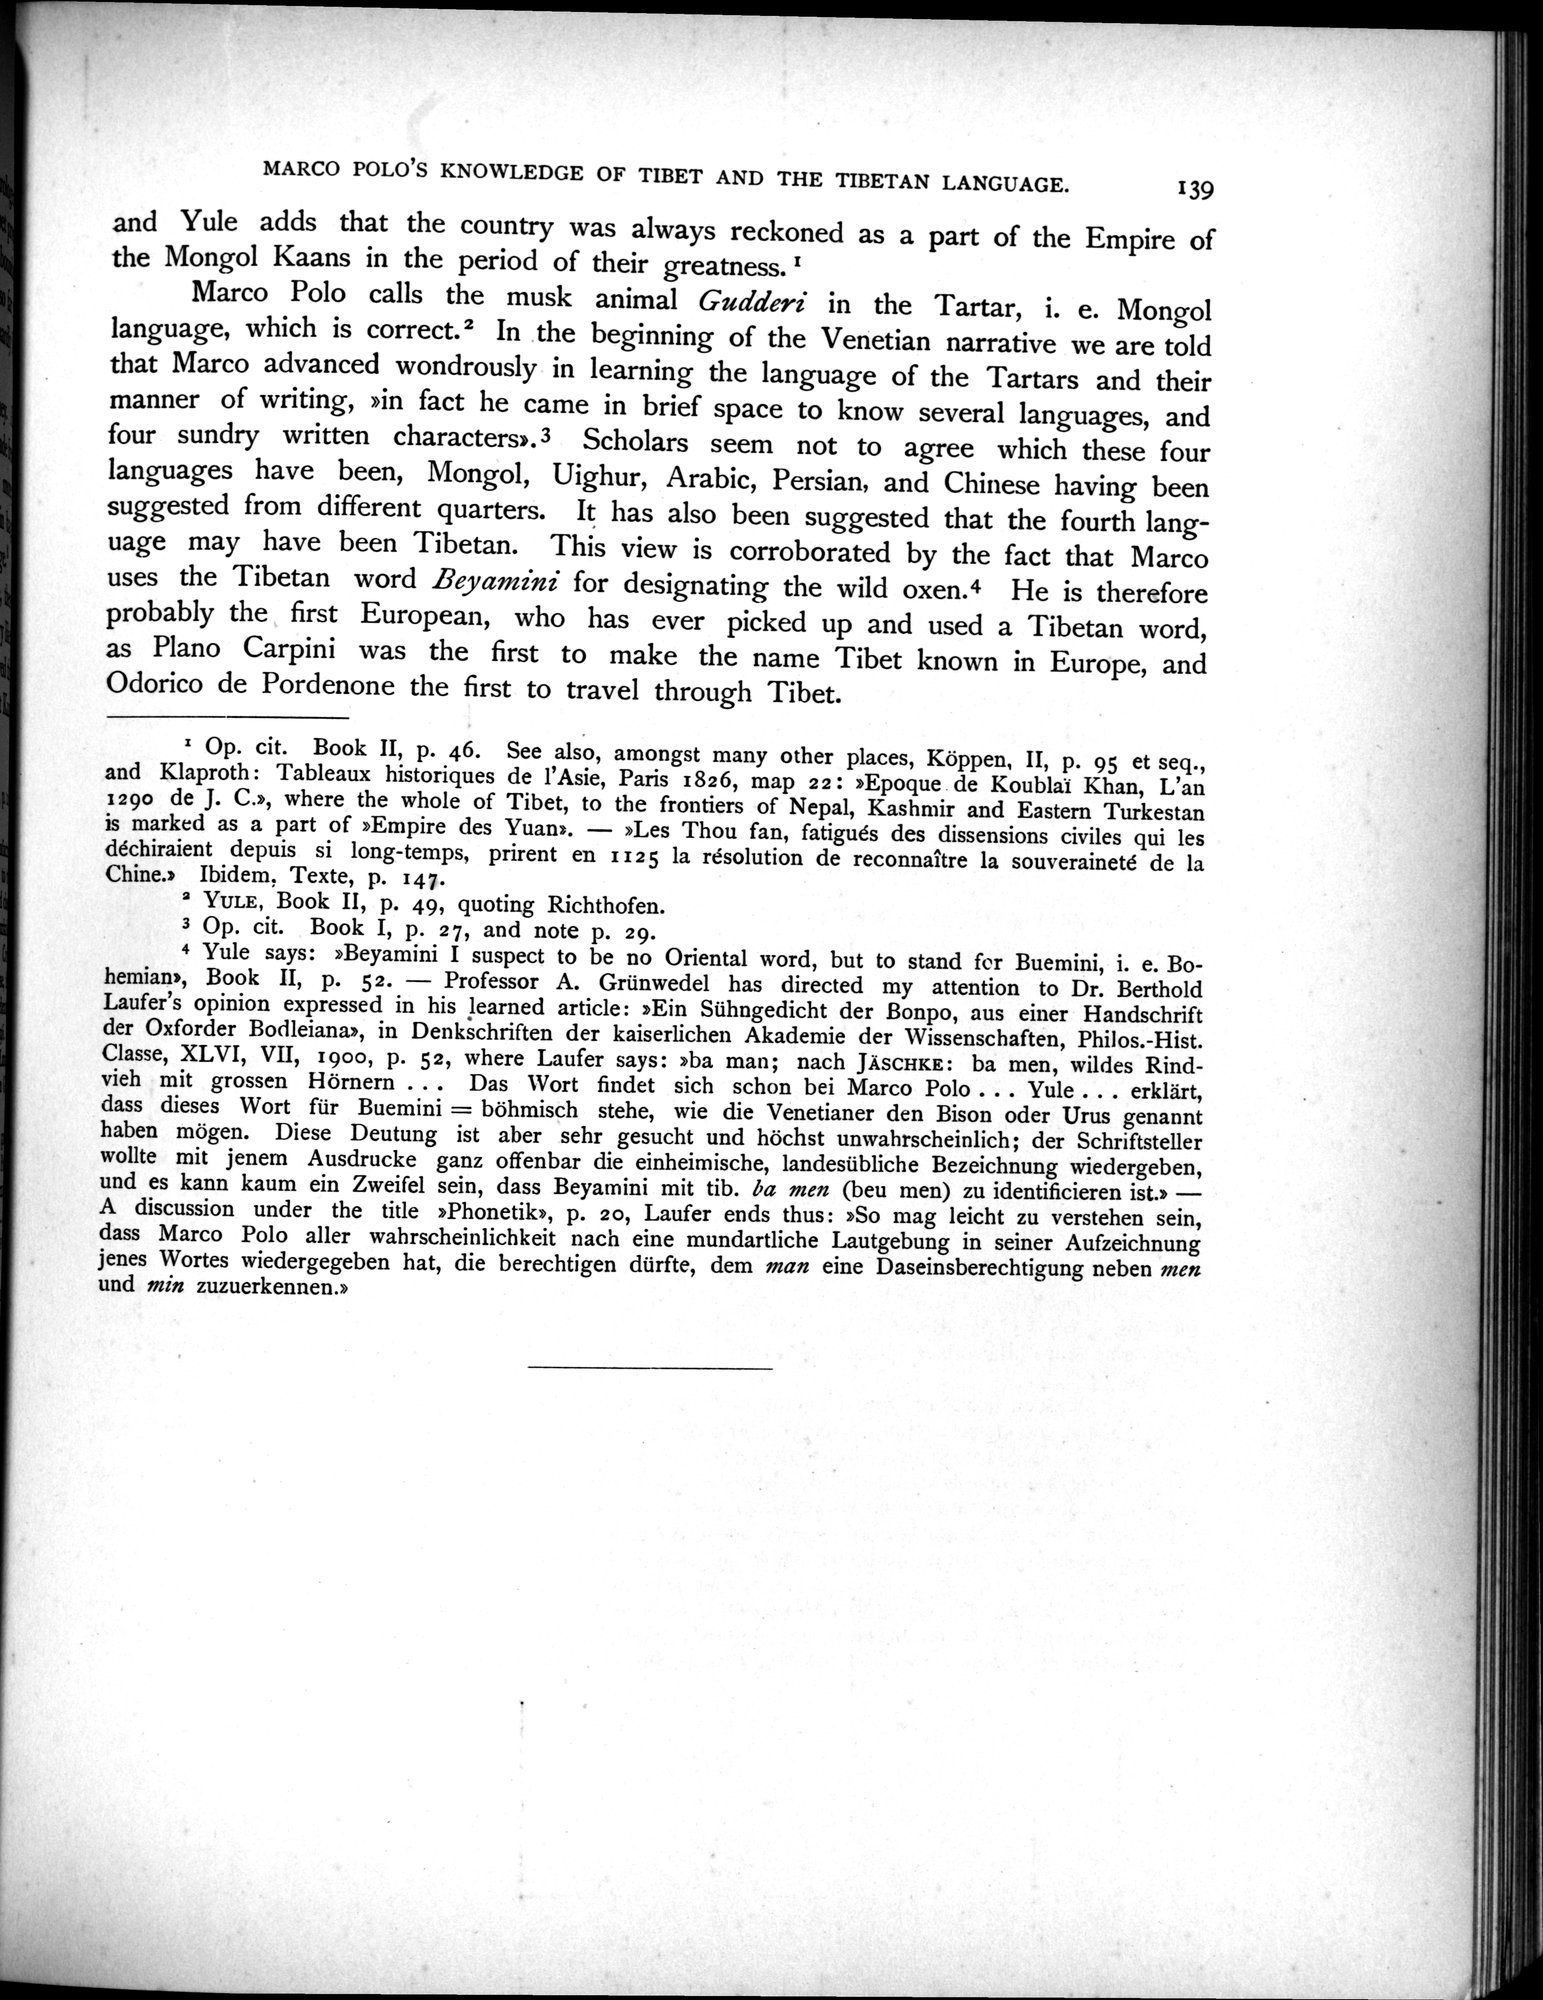 MARCO POLO'S KNOWLEDGE OF TIBET AND THE TIBETAN LANGUAGE. 139
and Yule adds that the country was always reckoned as a part of the Empire of
the Mongol Kaans in the period of their greatness.¹
Marco Polo calls the musk animal Gudderi in the Tartar, i. e. Mongol
language, which is correct.² In the beginning of the Venetian narrative we are told
that Marco advanced wondrously in learning the language of the Tartars and their
manner of writing, »in fact he came in brief space to know several languages, and
four sundry written characters».³ Scholars seem not to agree which these four
languages have been, Mongol, Uighur, Arabic, Persian, and Chinese having been
suggested from different quarters. It has also been suggested that the fourth lang-
uage may have been Tibetan. This view is corroborated by the fact that Marco
uses the Tibetan word Beyamini for designating the wild oxen.⁴ He is therefore
probably the first European, who has ever picked up and used a Tibetan word,
as Plano Carpini was the first to make the name Tibet known in Europe, and
Odorico de Pordenone the first to travel through Tibet.
¹ Op. cit. Book II, p. 46. See also, amongst many other places, Köppen, II, p. 95 et seq.,
and Klaproth: Tableaux historiques de l'Asie, Paris 1826, map 22: »Epoque de Koublaï Khan, L'an
1290 de J. C.», where the whole of Tibet, to the frontiers of Nepal, Kashmir and Eastern Turkestan
is marked as a part of »Empire des Yuan». — »Les Thou fan, fatigués des dissensions civiles qui les
déchiraient depuis si long-temps, prirent en 1125 la résolution de reconnaître la souveraineté de la
Chine.» Ibidem, Texte, p. 147.
² YULE, Book II, p. 49, quoting Richthofen.
³ Op. cit. Book I, p. 27, and note p. 29.
⁴ Yule says: »Beyamini I suspect to be no Oriental word, but to stand for Buemini, i. e. Bo-
hemian», Book II, p. 52. — Professor A. Grünwedel has directed my attention to Dr. Berthold
Laufer's opinion expressed in his learned article: »Ein Sühngedicht der Bonpo, aus einer Handschrift
der Oxforder Bodleiana», in Denkschriften der kaiserlichen Akademie der Wissenschaften, Philos.-Hist.
Classe, XLVI, VII, 1900, p. 52, where Laufer says: »ba man; nach JÄSCHKE: ba men, wildes Rind-
vieh mit grossen Hörnern . . . Das Wort findet sich schon bei Marco Polo . . . Yule . . . erklärt,
dass dieses Wort für Buemini = böhmisch stehe, wie die Venetianer den Bison oder Urus genannt
haben mögen. Diese Deutung ist aber sehr gesucht und höchst unwahrscheinlich; der Schriftsteller
wollte mit jenem Ausdrucke ganz offenbar die einheimische, landesübliche Bezeichnung wiedergeben,
und es kann kaum ein Zweifel sein, dass Beyamini mit tib. ba men (beu men) zu identificieren ist.» —
A discussion under the title »Phonetik», p. 20, Laufer ends thus: »So mag leicht zu verstehen sein,
dass Marco Polo aller wahrscheinlichkeit nach eine mundartliche Lautgebung in seiner Aufzeichnung
jenes Wortes wiedergegeben hat, die berechtigen dürfte, dem man eine Daseinsberechtigung neben men
und min zuzuerkennen.»